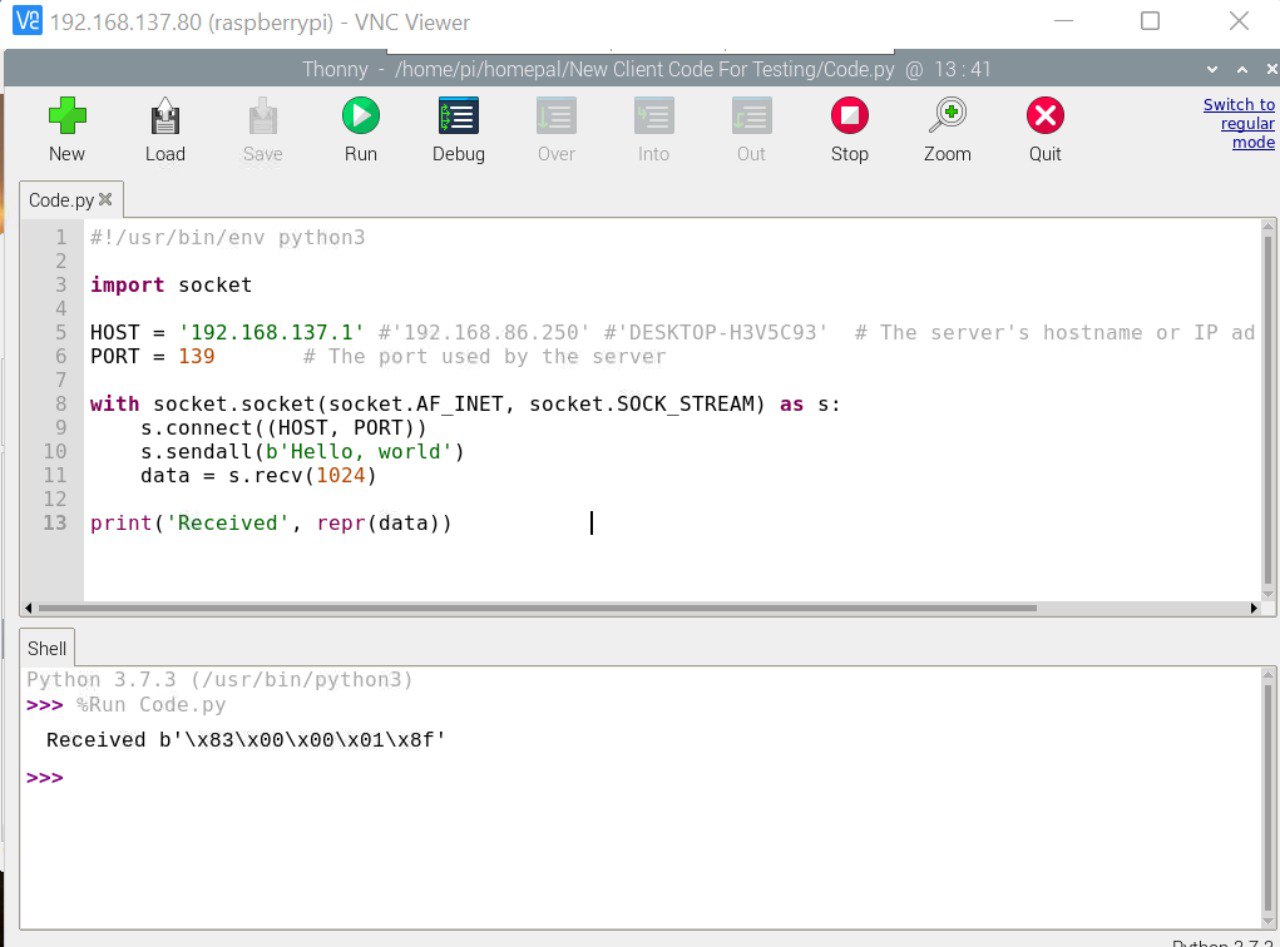 192.168.137.80 (raspberrypi) - VNC Viewer
Thonny - /home/pi/homepal/New Client Code For Testing/Code.py @ 13 : 41
New Load Save Run Debug Over Into Out Stop Zoom Quit
Switch to
regular
mode
Code.py
1 #!/usr/bin/env python3
2
3 import socket
4
5 HOST = '192.168.137.1' #'192.168.86.250' #'DESKTOP-H3V5C93'  # The server's hostname or IP ad
6 PORT = 139       # The port used by the server
7
8 with socket.socket(socket.AF_INET, socket.SOCK_STREAM) as s:
9     s.connect((HOST, PORT))
10     s.sendall(b'Hello, world')
11     data = s.recv(1024)
12
13 print('Received', repr(data))
Shell
Python 3.7.3 (/usr/bin/python3)
>>> %Run Code.py
Received b'\x83\x00\x00\x01\x8f'
>>>
Python 3.7.3